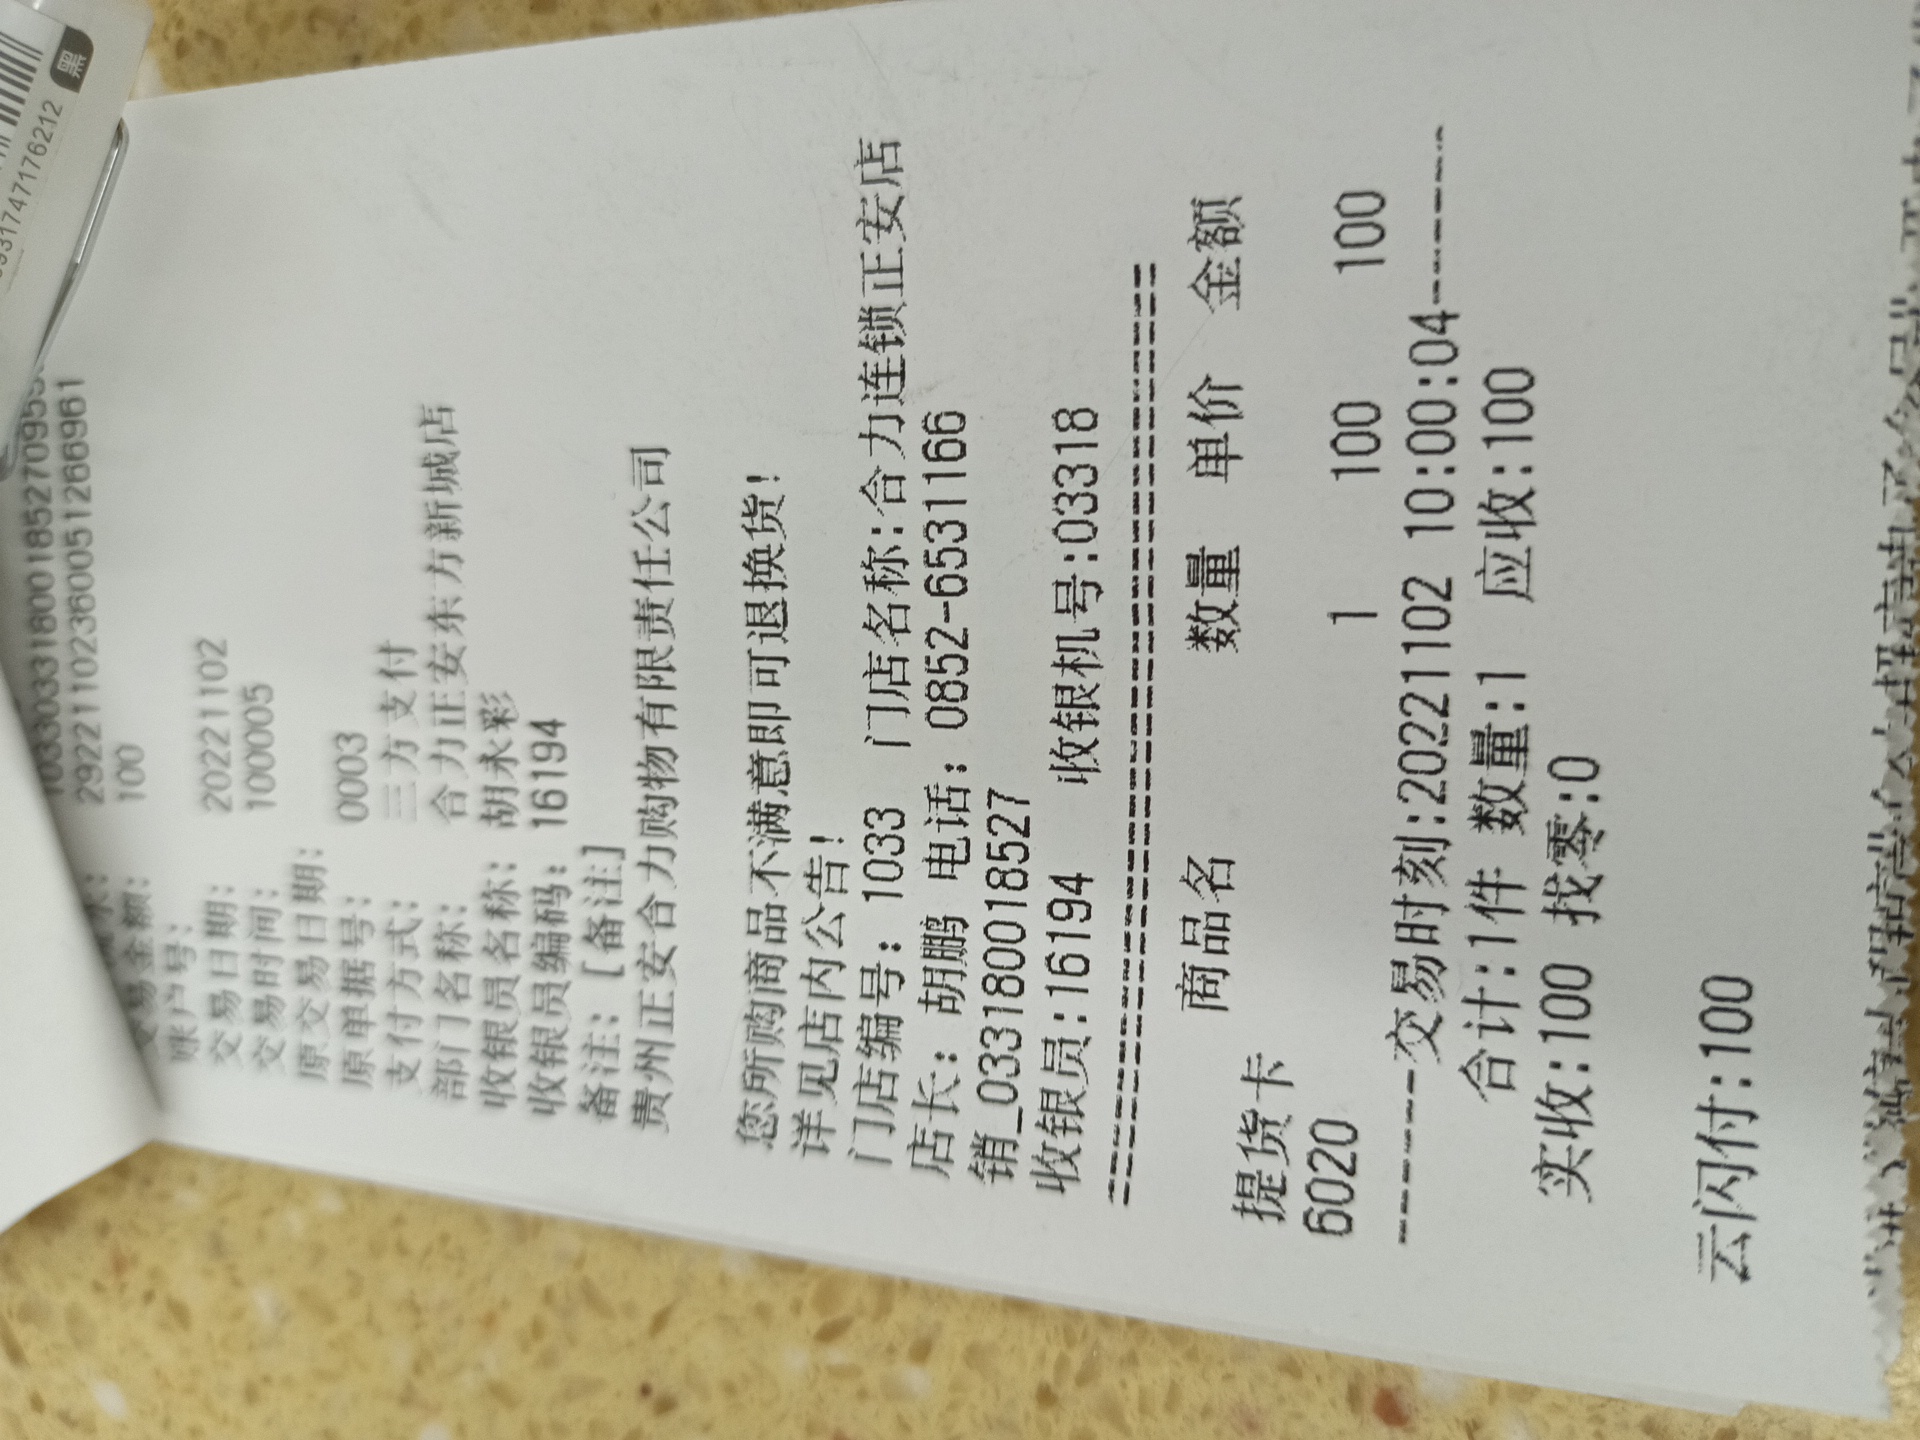 黑
10330331800185270953
29221102360051266961
交易金额: 100
账户号:
交易日期: 20221102
交易时间: 100005
原交易日期:
原单据号: 0003
支付方式: 三方支付
部门名称: 合力正安东方新城店
收银员名称: 胡永彩
收银员编码: 16194
备注: [备注]
贵州正安合力购物有限责任公司
您所购商品不满意即可退换货!
详见店内公告!
门店编号: 1033 门店名称:合力连锁正安店
店长: 胡鹏 电话: 0852-6531166
销_033180018527
收银员:16194 收银机号:03318
商品名 数量 单价 金额
提货卡
6020 1 100 100
交易时刻:20221102 10:00:04
合计:1件 数量:1 应收:100
实收:100 找零:0
云闪付:100